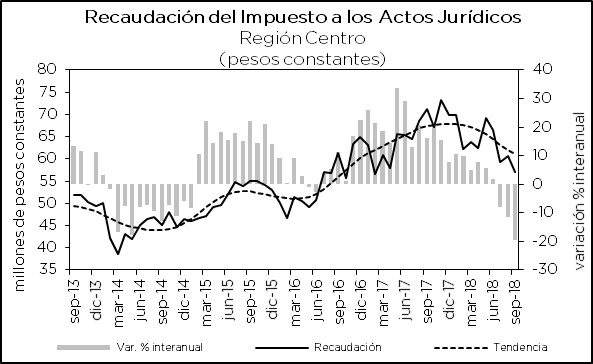 Recaudación del Impuesto a los Actos Jurídicos
Región Centro
(pesos constantes)
millones de pesos constantes
80
75
70
65
60
55
50
45
40
35
40
30
20
10
0
-10
-20
-30
variación % interanual
sep-13
dic-13
mar-14
jun-14
sep-14
dic-14
mar-15
jun-15
sep-15
dic-15
mar-16
jun-16
sep-16
dic-16
mar-17
jun-17
sep-17
dic-17
mar-18
jun-18
sep-18
Var. % interanual
Recaudación
Tendencia